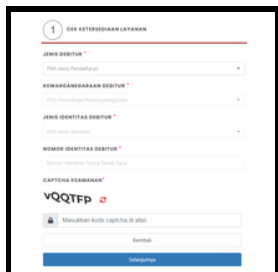 1 CEK KETERSEDIAAN LAYANAN
JENIS DEBITUR *
Pilih Jenis Pendaftaran
KEWARGANEGARAAN DEBITUR *
Pilih Perusahaan/Kewarganegaraan
JENIS IDENTITAS DEBITUR *
Pilih Jenis Identitas
NOMOR IDENTITAS DEBITUR *
Nomor Identitas Tanpa Tanda Baca
CAPTCHA KEAMANAN*
Masukkan kode captcha di atas
Kembali
Selanjutnya